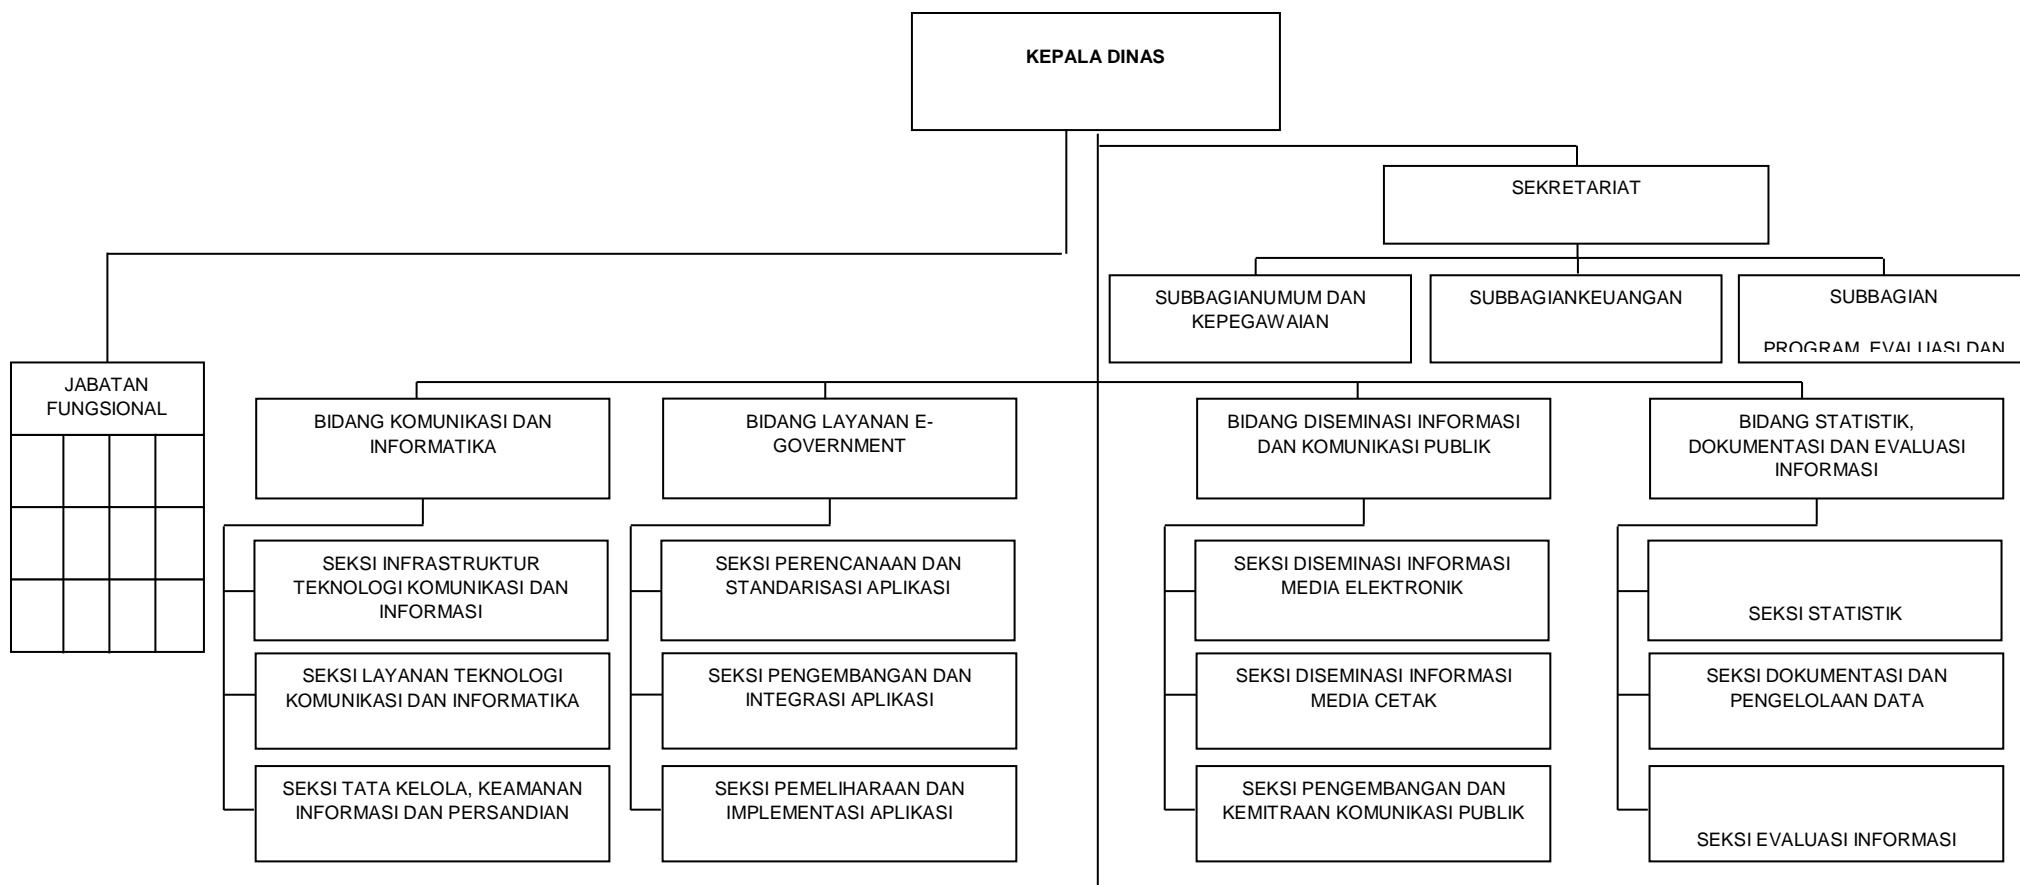 KEPALA DINAS
SEKRETARIAT
SUBBAGIANUMUM DAN
KEPEGAWAIAN
SUBBAGIANKEUANGAN
SUBBAGIAN
PROGRAM, EVALUASI DAN
JABATAN
FUNGSIONAL
BIDANG KOMUNIKASI DAN
INFORMATIKA
BIDANG LAYANAN E-
GOVERNMENT
BIDANG DISEMINASI INFORMASI
DAN KOMUNIKASI PUBLIK
BIDANG STATISTIK,
DOKUMENTASI DAN EVALUASI
INFORMASI
SEKSI INFRASTRUKTUR
TEKNOLOGI KOMUNIKASI DAN
INFORMASI
SEKSI PERENCANAAN DAN
STANDARISASI APLIKASI
SEKSI DISEMINASI INFORMASI
MEDIA ELEKTRONIK
SEKSI STATISTIK
SEKSI LAYANAN TEKNOLOGI
KOMUNIKASI DAN INFORMATIKA
SEKSI PENGEMBANGAN DAN
INTEGRASI APLIKASI
SEKSI DISEMINASI INFORMASI
MEDIA CETAK
SEKSI DOKUMENTASI DAN
PENGELOLAAN DATA
SEKSI TATA KELOLA, KEAMANAN
INFORMASI DAN PERSANDIAN
SEKSI PEMELIHARAAN DAN
IMPLEMENTASI APLIKASI
SEKSI PENGEMBANGAN DAN
KEMITRAAN KOMUNIKASI PUBLIK
SEKSI EVALUASI INFORMASI